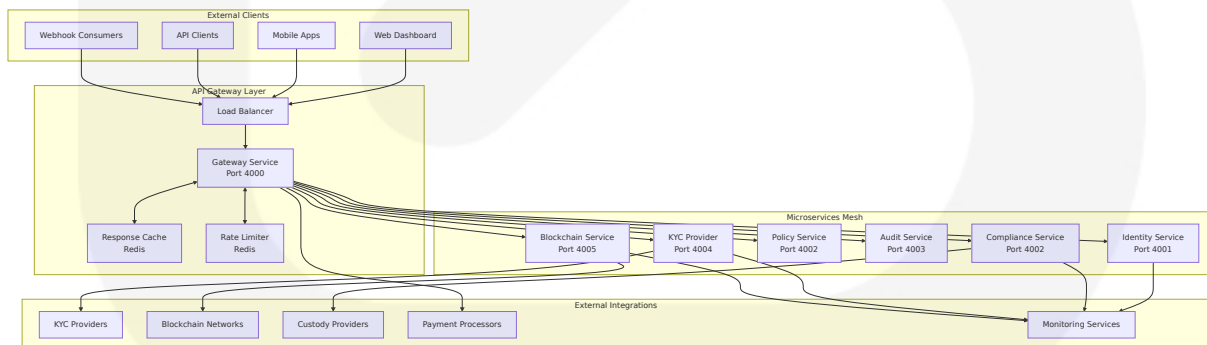 External Clients
Webhook Consumers
API Clients
Mobile Apps
Web Dashboard
API Gateway Layer
Load Balancer
Gateway Service
Port 4000
Response Cache
Redis
Rate Limiter
Redis
Microservices Mesh
Blockchain Service
Port 4005
KYC Provider
Port 4004
Policy Service
Port 4002
Audit Service
Port 4003
Compliance Service
Port 4002
Identity Service
Port 4001
External Integrations
KYC Providers
Blockchain Networks
Custody Providers
Payment Processors
Monitoring Services